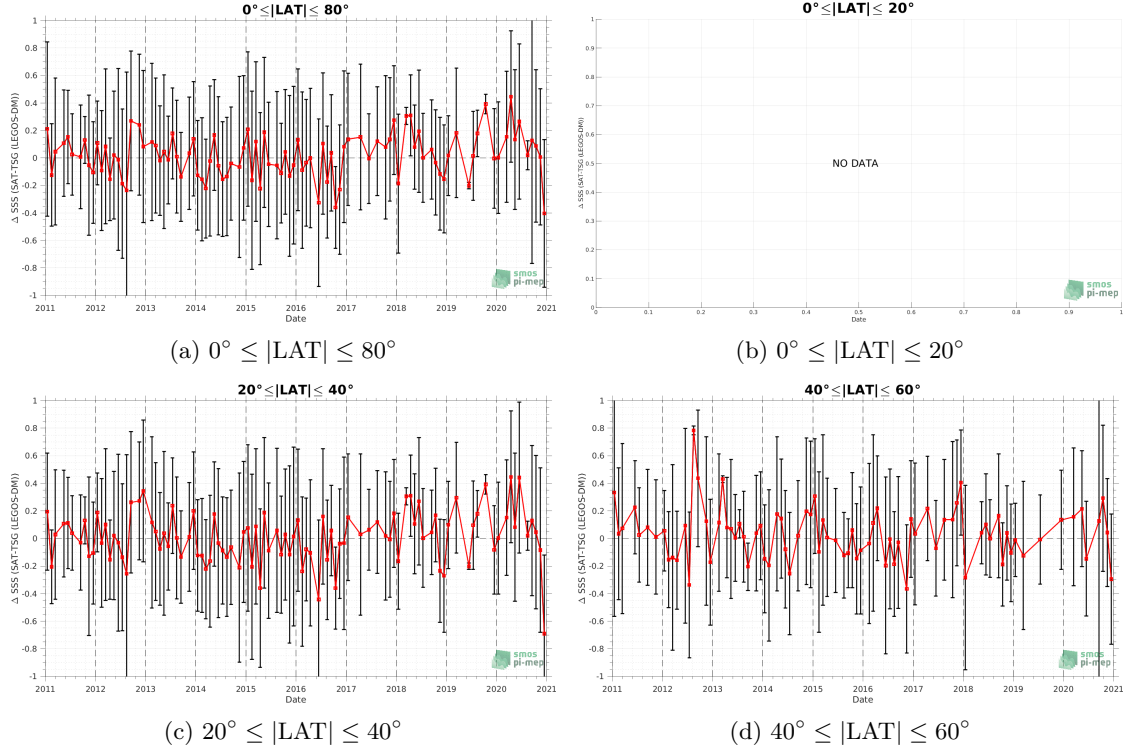 0°≤|LAT|≤ 80°
Δ SSS (SAT-TSG (LEGOS-DM))
1
0.8
0.6
0.4
0.2
0
-0.2
-0.4
-0.6
-0.8
-1
2011 2012 2013 2014 2015 2016 2017 2018 2019 2020 2021
Date
smos
pi-mep
(a) 0° ≤ |LAT| ≤ 80°
0°≤|LAT|≤ 20°
Δ SSS (SAT-TSG (LEGOS-DM))
1
0.9
0.8
0.7
0.6
0.5
0.4
0.3
0.2
0.1
0
NO DATA
0 0.1 0.2 0.3 0.4 0.5 0.6 0.7 0.8 0.9 1
Date
smos
pi-mep
(b) 0° ≤ |LAT| ≤ 20°
20°≤|LAT|≤ 40°
Δ SSS (SAT-TSG (LEGOS-DM))
1
0.8
0.6
0.4
0.2
0
-0.2
-0.4
-0.6
-0.8
-1
2011 2012 2013 2014 2015 2016 2017 2018 2019 2020 2021
Date
smos
pi-mep
(c) 20° ≤ |LAT| ≤ 40°
40°≤|LAT|≤ 60°
Δ SSS (SAT-TSG (LEGOS-DM))
1
0.8
0.6
0.4
0.2
0
-0.2
-0.4
-0.6
-0.8
-1
2011 2012 2013 2014 2015 2016 2017 2018 2019 2020 2021
Date
smos
pi-mep
(d) 40° ≤ |LAT| ≤ 60°